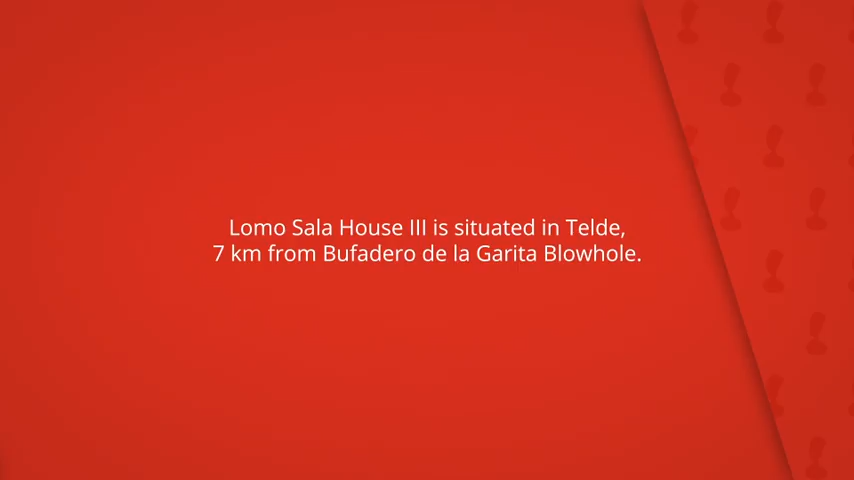 Lomo Sala House III is situated in Telde,
7 km from Bufadero de la Garita Blowhole.